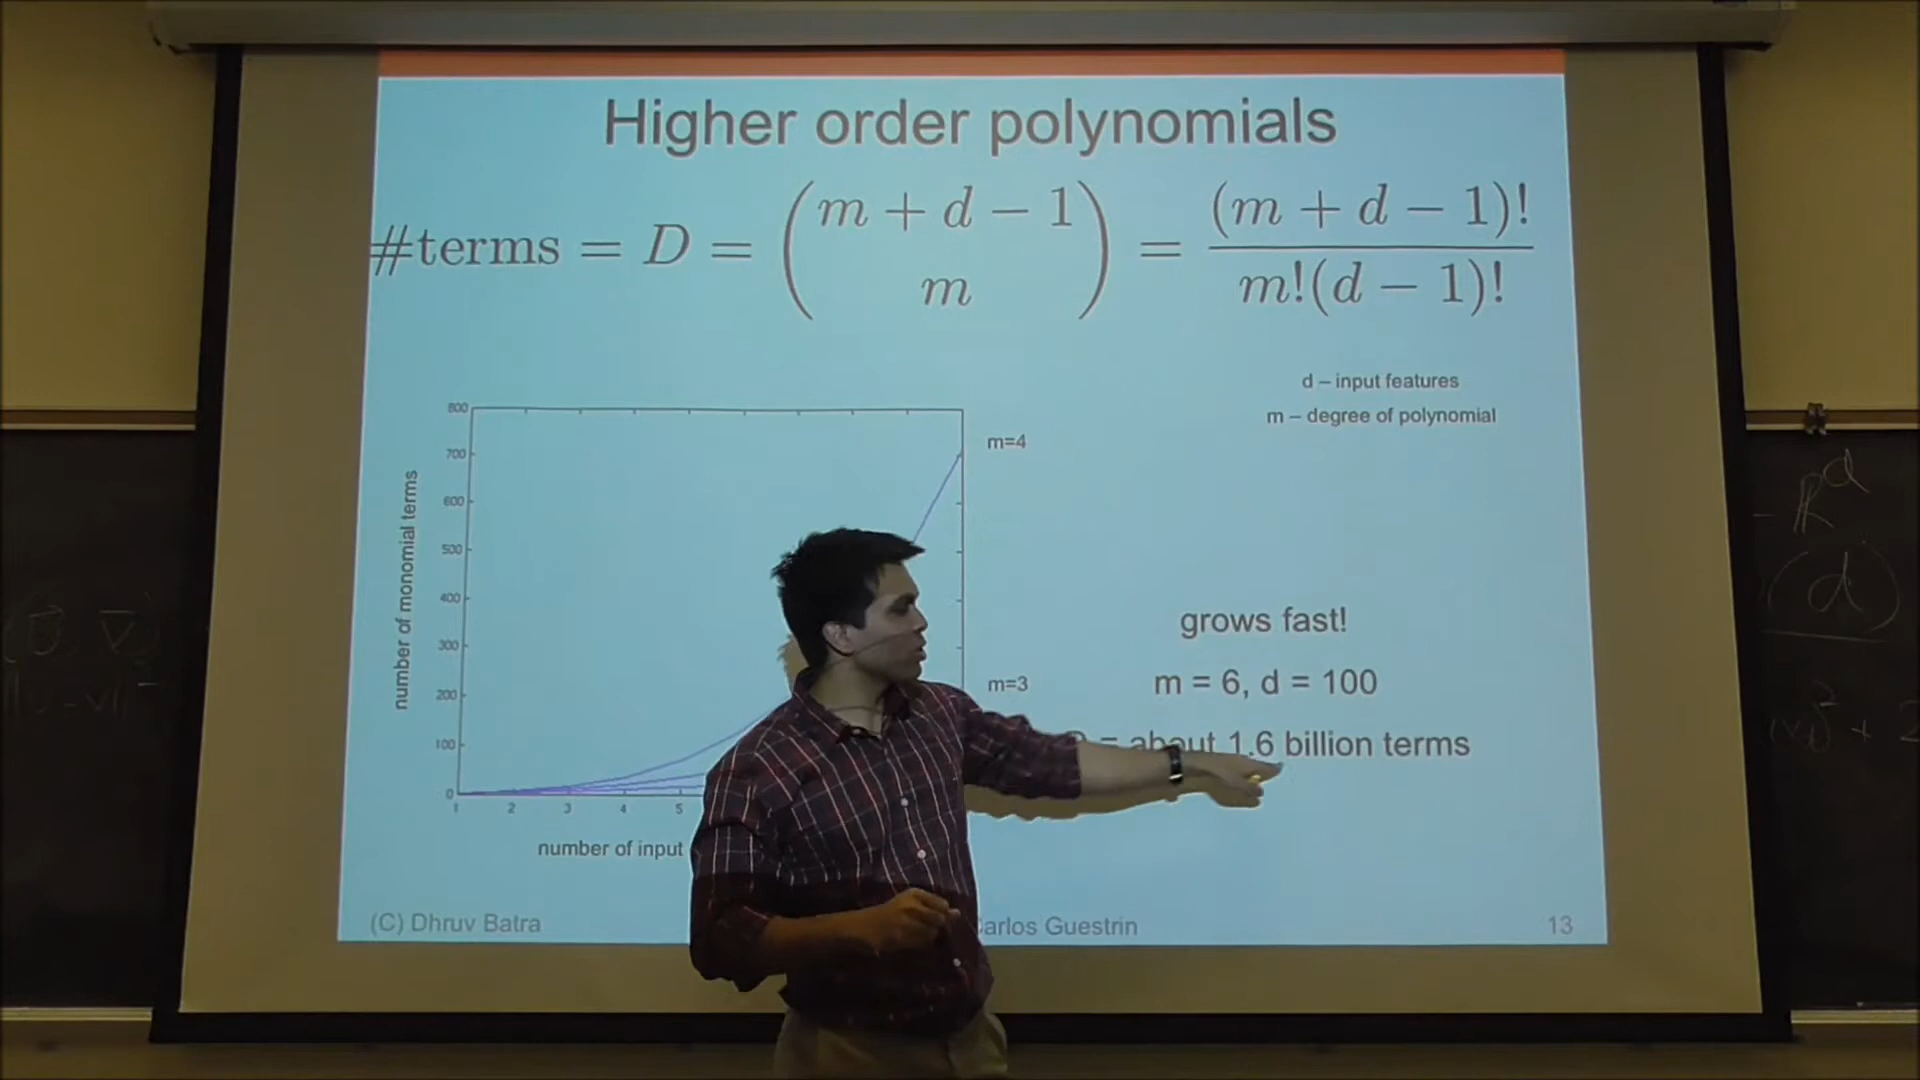 Higher order polynomials
#terms = D = (m + d − 1 m) = (m + d − 1)! / m!(d − 1)!
d – input features
m – degree of polynomial
800
700
600
500
400
300
200
100
0
1 2 3 4 5
number of monomial terms
number of input
m=4
m=3
grows fast!
m = 6, d = 100
= about 1.6 billion terms
(C) Dhruv Batra
Carlos Guestrin
13
R^d
d